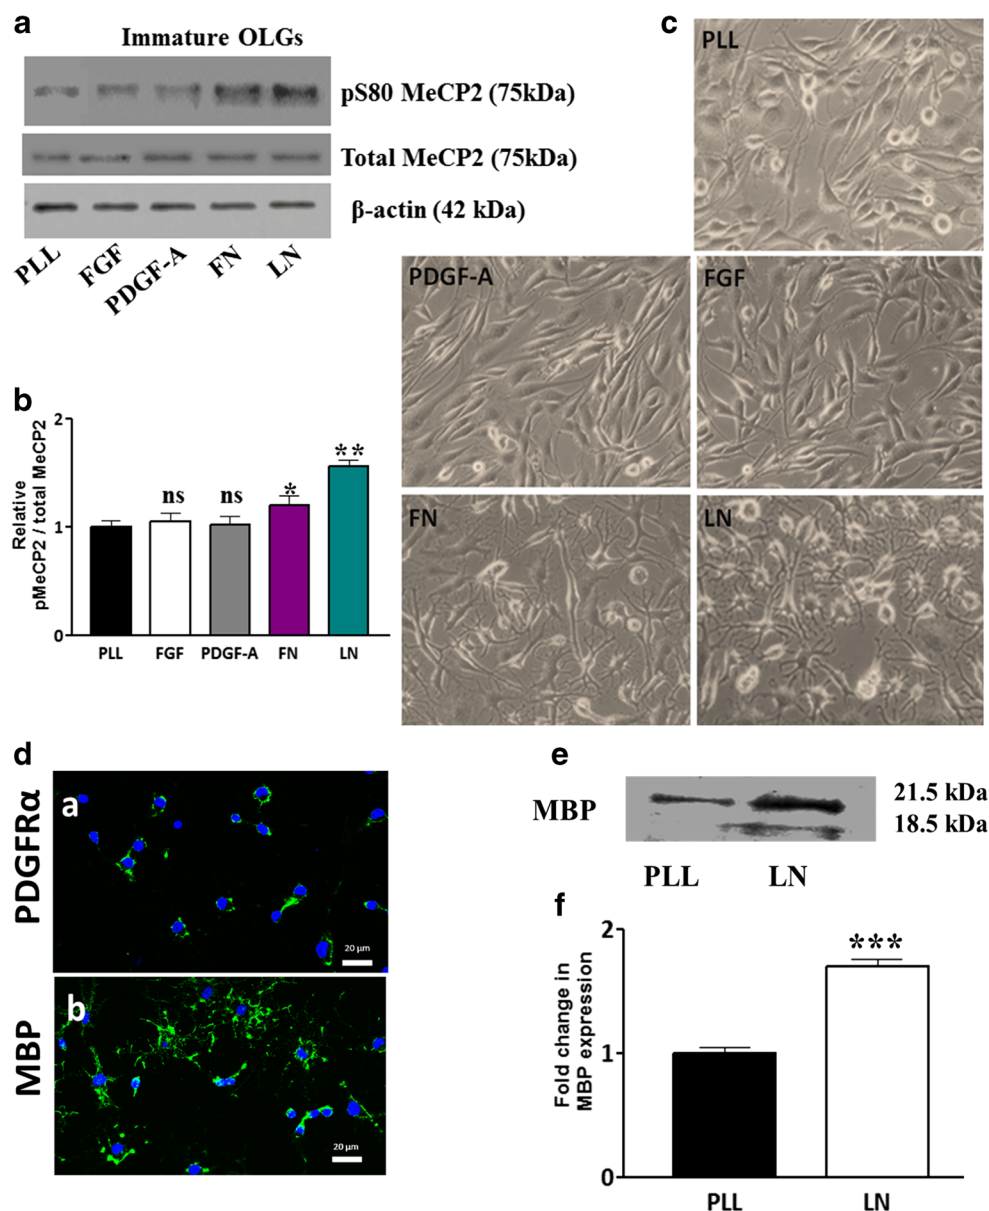 a
Immature OLGs
pS80 MeCP2 (75kDa)
Total MeCP2 (75kDa)
β-actin (42 kDa)
PLL
FGF
PDGF-A
FN
LN
c
PLL
PDGF-A
FGF
FN
LN
b
Relative
pMeCP2 / total MeCP2
2
1
0
ns
ns
*
**
PLL
FGF
PDGF-A
FN
LN
d
PDGFRα
a
20 µm
MBP
b
20 µm
e
MBP
21.5 kDa
18.5 kDa
PLL
LN
f
Fold change in
MBP expression
2
1
0
***
PLL
LN